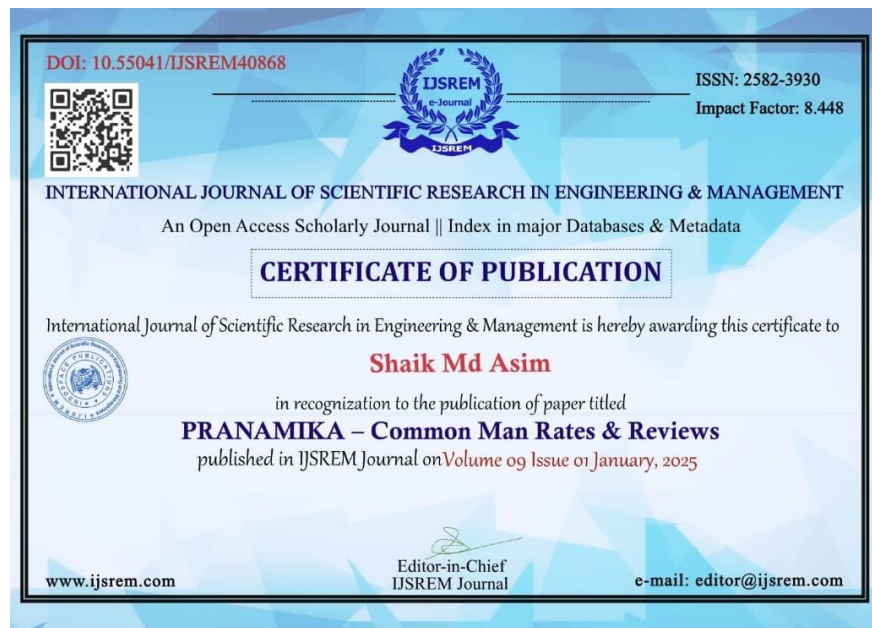 DOI: 10.55041/IJSREM40868
ISSN: 2582-3930
Impact Factor: 8.448
IJSREM
e-Journal
IJSREM
INTERNATIONAL JOURNAL OF SCIENTIFIC RESEARCH IN ENGINEERING & MANAGEMENT
An Open Access Scholarly Journal || Index in major Databases & Metadata
CERTIFICATE OF PUBLICATION
International Journal of Scientific Research in Engineering & Management is hereby awarding this certificate to
Shaik Md Asim
in recognization to the publication of paper titled
PRANAMIKA – Common Man Rates & Reviews
published in IJSREM Journal on Volume 09 Issue 01 January, 2025
Editor-in-Chief
IJSREM Journal
www.ijsrem.com
e-mail: editor@ijsrem.com